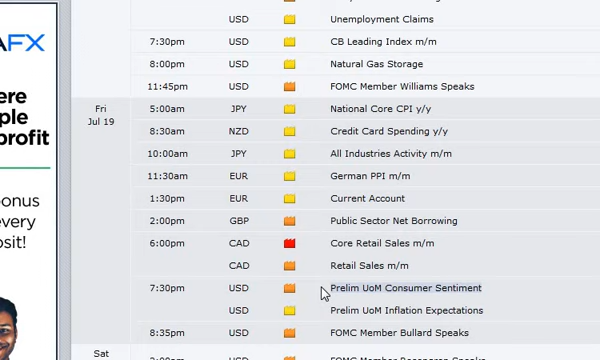 USD Unemployment Claims
7:30pm USD CB Leading Index m/m
8:00pm USD Natural Gas Storage
11:45pm USD FOMC Member Williams Speaks
Fri
Jul 19
5:00am JPY National Core CPI y/y
8:30am NZD Credit Card Spending y/y
10:00am JPY All Industries Activity m/m
11:30am EUR German PPI m/m
1:30pm EUR Current Account
2:00pm GBP Public Sector Net Borrowing
6:00pm CAD Core Retail Sales m/m
CAD Retail Sales m/m
7:30pm USD Prelim UoM Consumer Sentiment
USD Prelim UoM Inflation Expectations
8:35pm USD FOMC Member Bullard Speaks
Sat
AFX
ere
ple
profit
onus
every
osit!